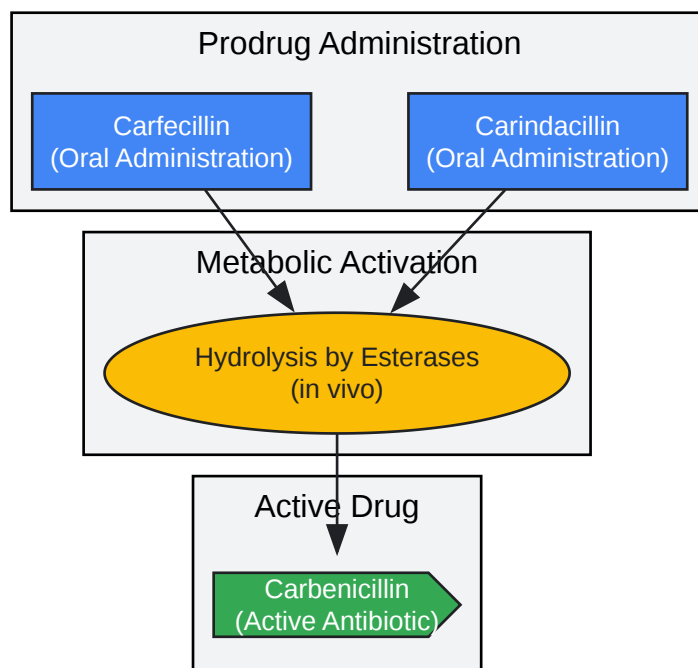 Prodrug Administration
Carfecillin
(Oral Administration)
Carindacillin
(Oral Administration)
Metabolic Activation
Hydrolysis by Esterases
(in vivo)
Active Drug
Carbenicillin
(Active Antibiotic)